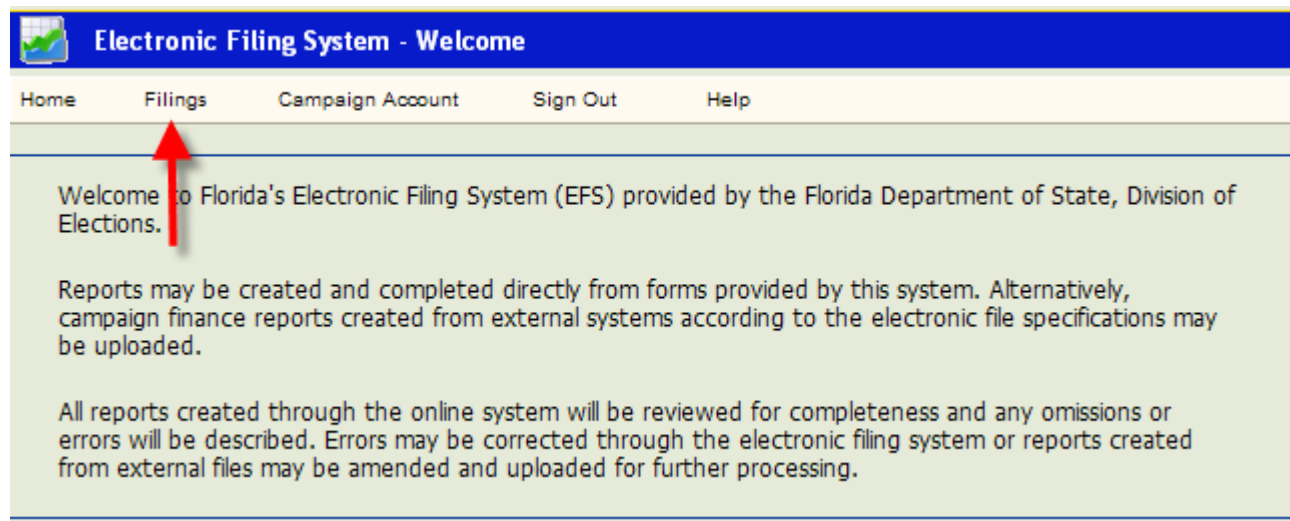 Electronic Filing System - Welcome
Home Filings Campaign Account Sign Out Help
Welcome to Florida's Electronic Filing System (EFS) provided by the Florida Department of State, Division of
Elections.
Reports may be created and completed directly from forms provided by this system. Alternatively,
campaign finance reports created from external systems according to the electronic file specifications may
be uploaded.
All reports created through the online system will be reviewed for completeness and any omissions or
errors will be described. Errors may be corrected through the electronic filing system or reports created
from external files may be amended and uploaded for further processing.